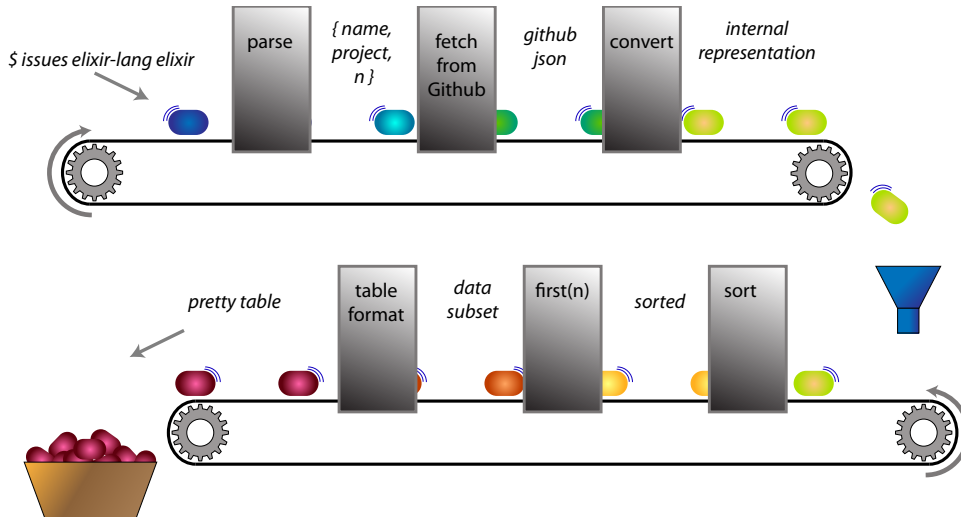 $ issues elixir-lang elixir
parse
{ name,
project,
n }
fetch
from
Github
github
json
convert
internal
representation
pretty table
table
format
data
subset
first(n)
sorted
sort